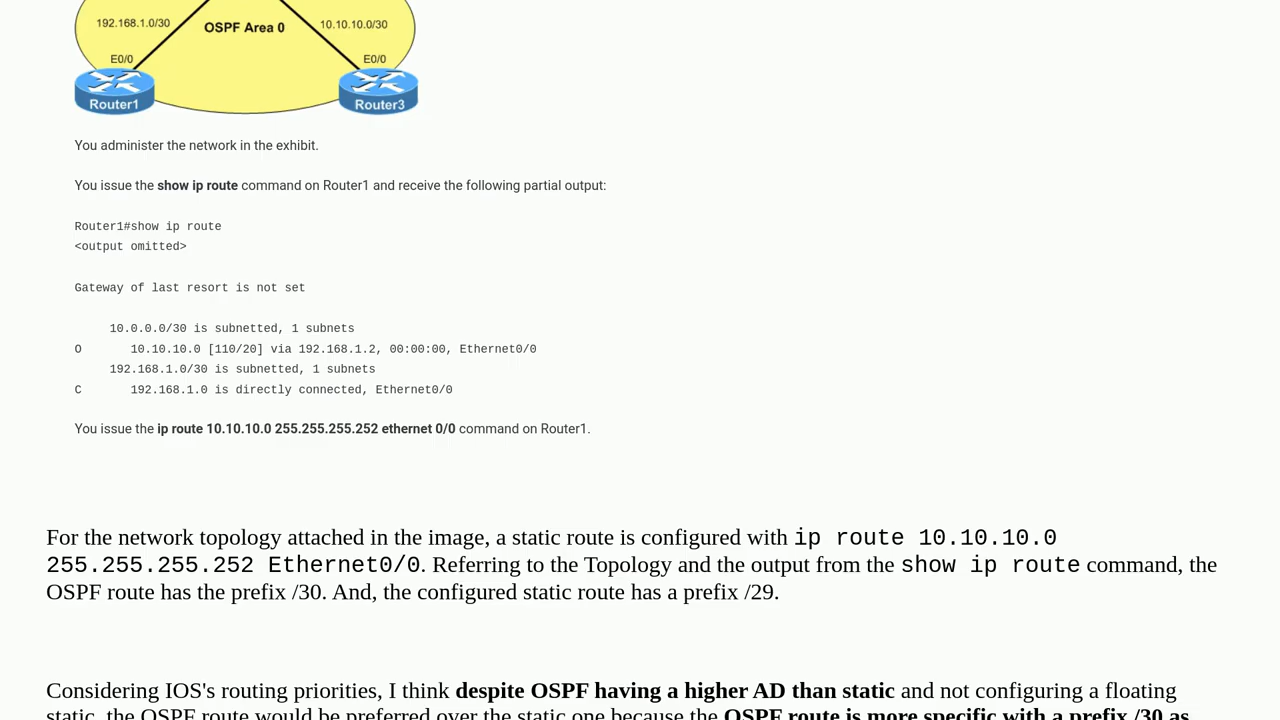 192.168.1.0/30 OSPF Area 0 10.10.10.0/30
E0/0 E0/0
Router1 Router3
You administer the network in the exhibit.
You issue the show ip route command on Router1 and receive the following partial output:
Router1#show ip route
<output omitted>
Gateway of last resort is not set
10.0.0.0/30 is subnetted, 1 subnets
O 10.10.10.0 [110/20] via 192.168.1.2, 00:00:00, Ethernet0/0
192.168.1.0/30 is subnetted, 1 subnets
C 192.168.1.0 is directly connected, Ethernet0/0
You issue the ip route 10.10.10.0 255.255.255.252 ethernet 0/0 command on Router1.
For the network topology attached in the image, a static route is configured with ip route 10.10.10.0
255.255.255.252 Ethernet0/0. Referring to the Topology and the output from the show ip route command, the
OSPF route has the prefix /30. And, the configured static route has a prefix /29.
Considering IOS's routing priorities, I think despite OSPF having a higher AD than static and not configuring a floating
static, the OSPF route would be preferred over the static one because the OSPF route is more specific with a prefix /30 as